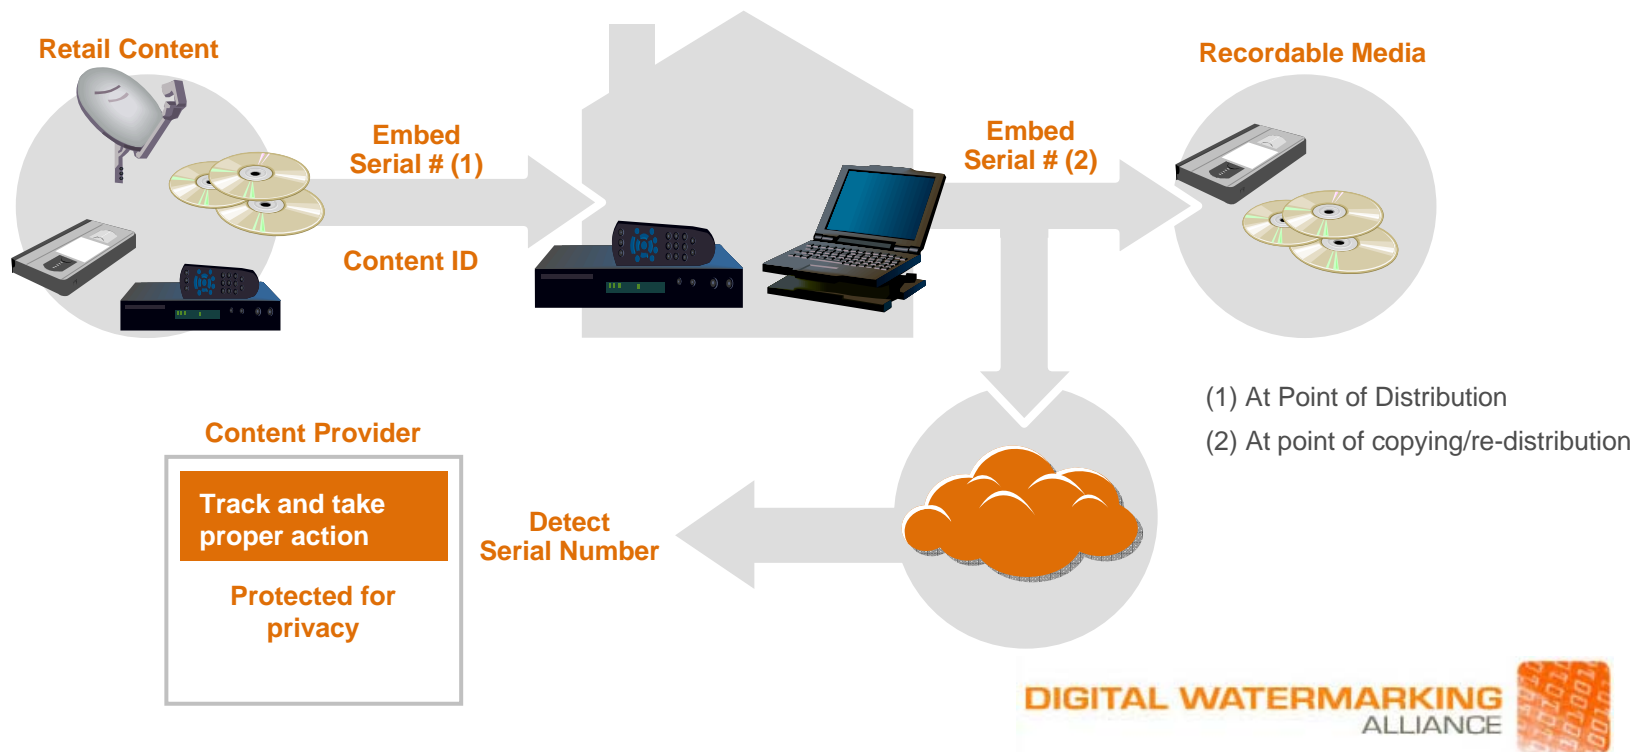 Retail Content
Embed
Serial # (1)
Content ID
Embed
Serial # (2)
Recordable Media
(1) At Point of Distribution
(2) At point of copying/re-distribution
Content Provider
Track and take
proper action
Protected for
privacy
Detect
Serial Number
DIGITAL WATERMARKING
ALLIANCE